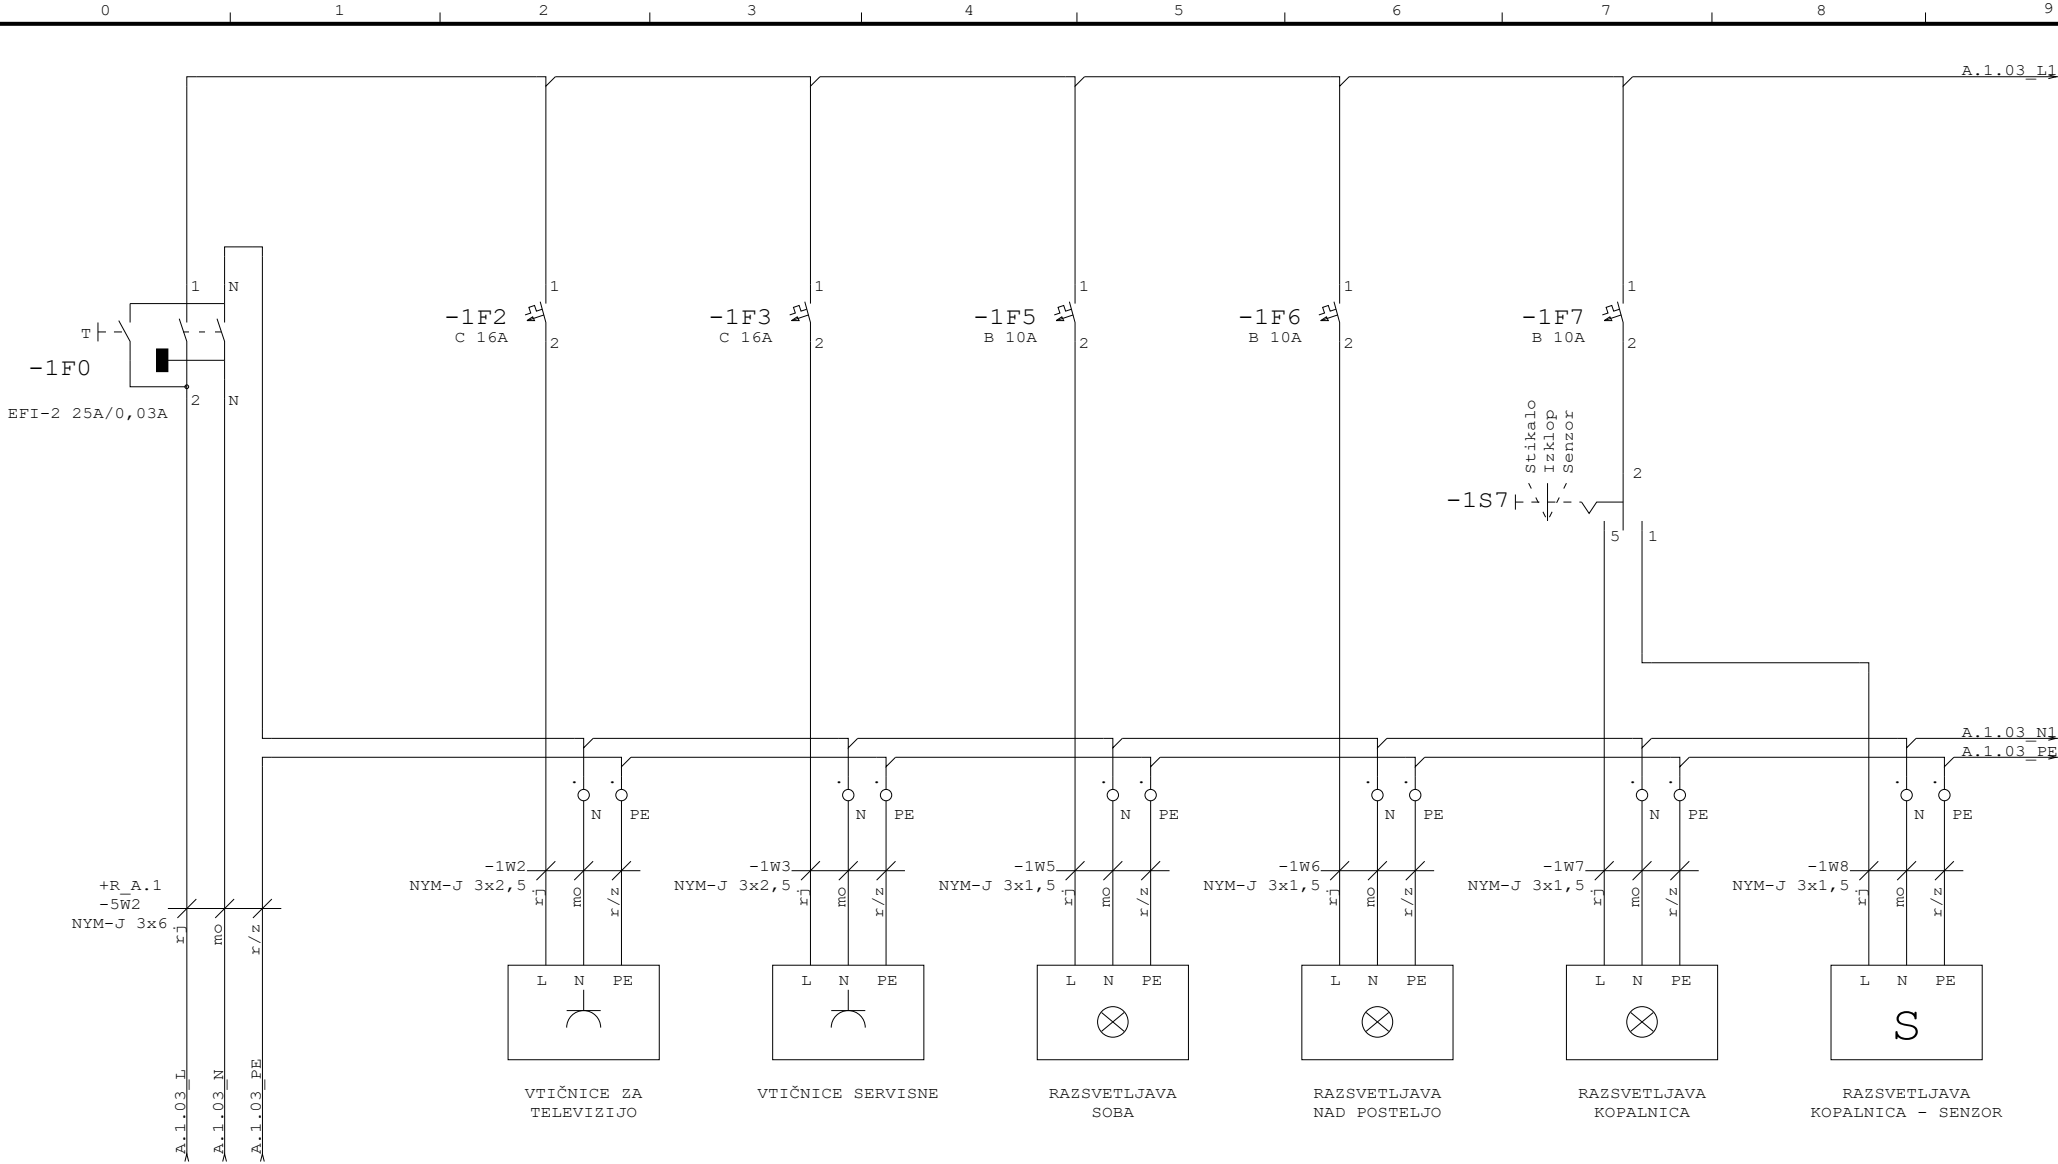 0 1 2 3 4 5 6 7 8 9
A.1.03_L1
1 N 1 1 1 1 1
T
-1F0
2 N
EFI-2 25A/0,03A
-1F2
C 16A
2
-1F3
C 16A
2
-1F5
B 10A
2
-1F6
B 10A
2
-1F7
B 10A
2
Stikalo
Izklop
Senzor
2
-1S7
5 1
A.1.03_N1
A.1.03_PE
N PE N PE N PE N PE N PE N PE
+R_A.1
-5W2
NYM-J 3x6
rj mo r/z
-1W2
NYM-J 3x2,5
rj mo r/z
-1W3
NYM-J 3x2,5
rj mo r/z
-1W5
NYM-J 3x1,5
rj mo r/z
-1W6
NYM-J 3x1,5
rj mo r/z
-1W7
NYM-J 3x1,5
rj mo r/z
-1W8
NYM-J 3x1,5
rj mo r/z
L N PE L N PE L N PE L N PE L N PE L N PE
S
A.1.03_L
A.1.03_N
A.1.03_PE
VTIČNICE ZA
TELEVIZIJO
VTIČNICE SERVISNE
RAZSVETLJAVA
SOBA
RAZSVETLJAVA
NAD POSTELJO
RAZSVETLJAVA
KOPALNICA
RAZSVETLJAVA
KOPALNICA - SENZOR